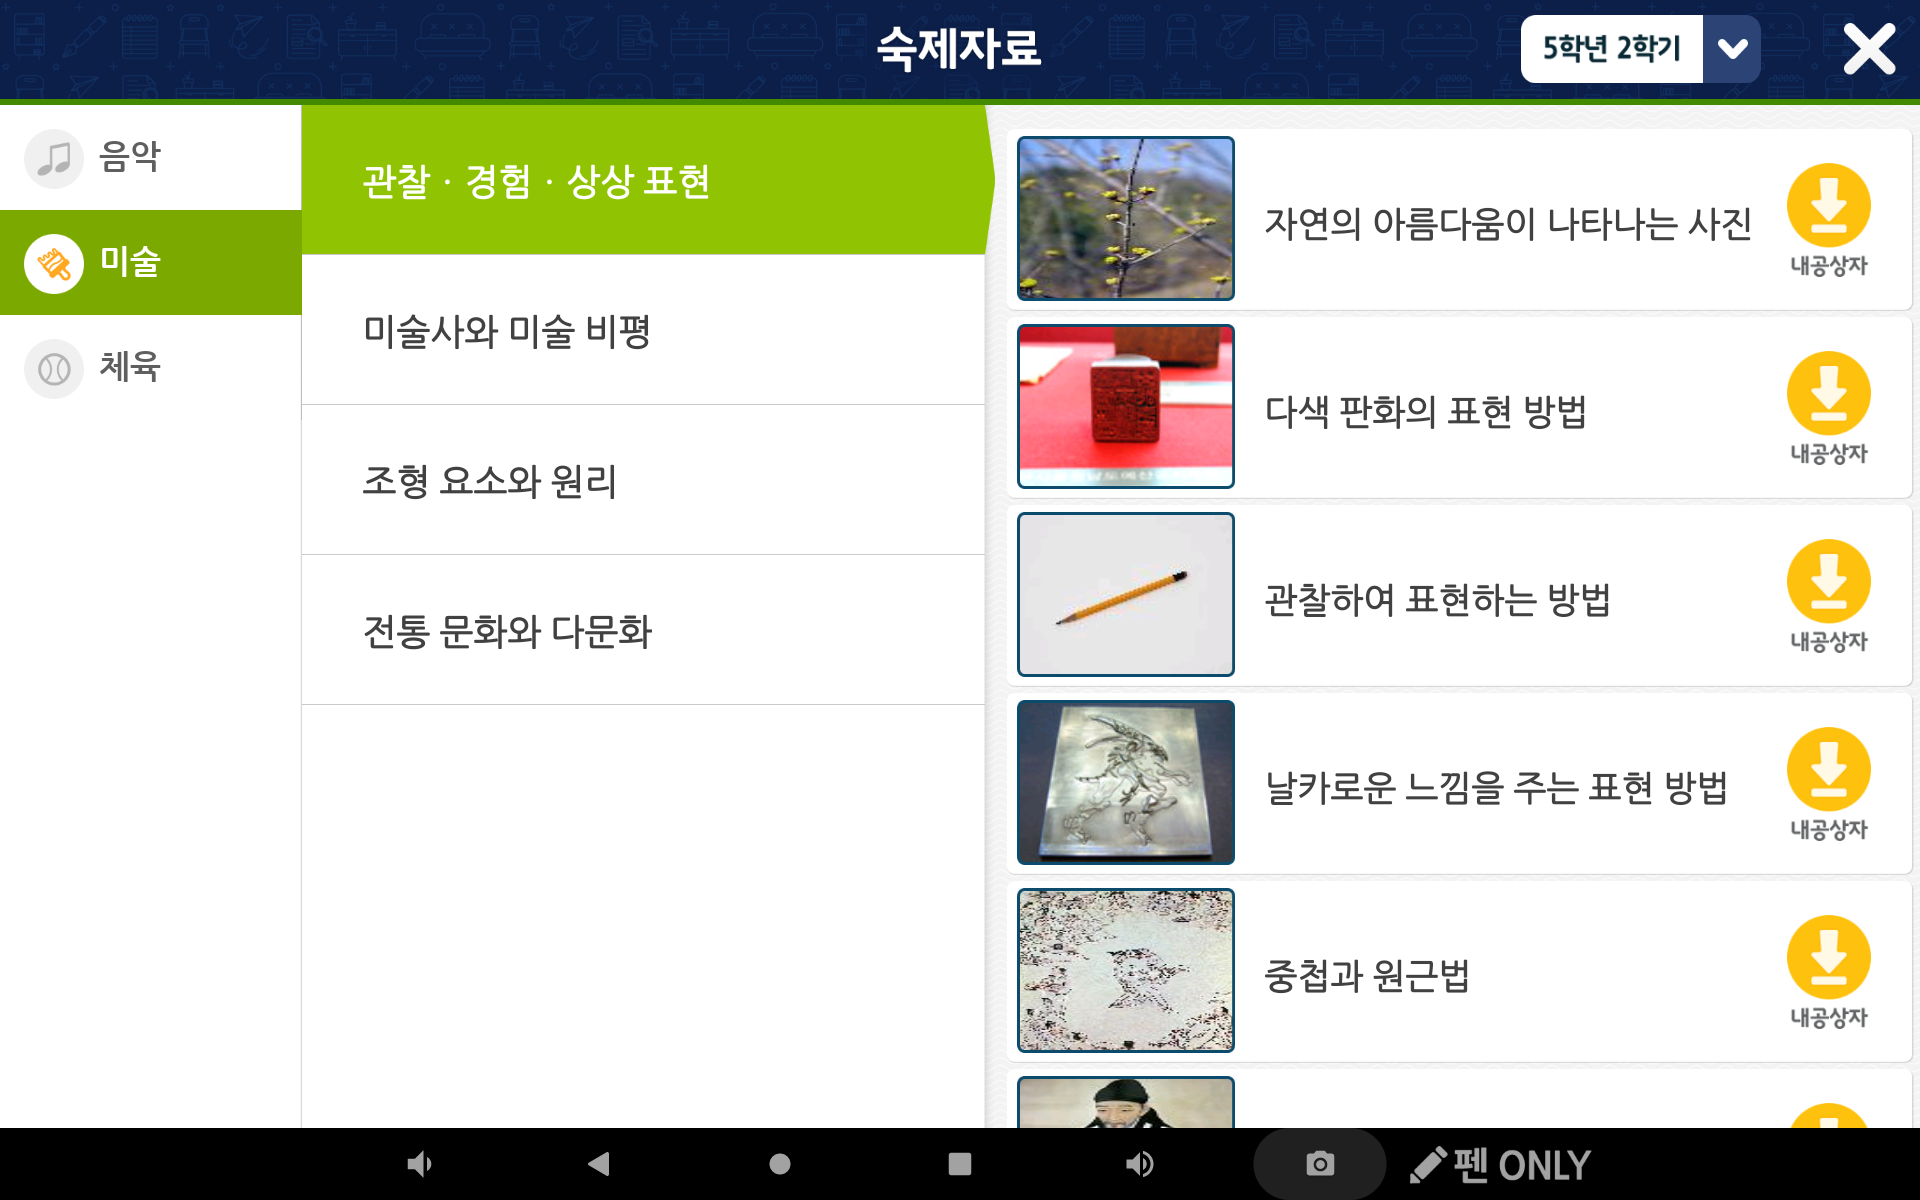 숙제자료
5학년 2학기
음악
미술
체육
관찰 · 경험 · 상상 표현
미술사와 미술 비평
조형 요소와 원리
전통 문화와 다문화
자연의 아름다움이 나타나는 사진
내공상자
다색 판화의 표현 방법
내공상자
관찰하여 표현하는 방법
내공상자
날카로운 느낌을 주는 표현 방법
내공상자
중첩과 원근법
내공상자
펜 ONLY